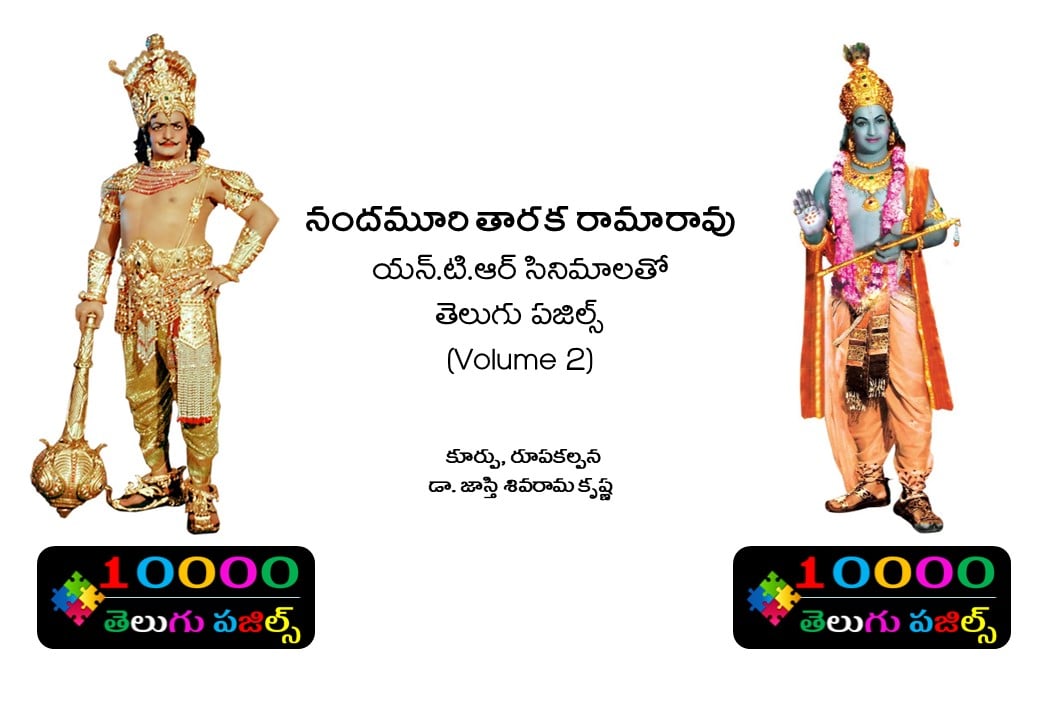 నందమూరి తారక రామారావు
యన్.టి.ఆర్ సినిమాలతో
తెలుగు పజిల్స్
(Volume 2)
కూర్పు, రూపకల్పన
డా. జాస్తి శివరామ కృష్ణ
10000
తెలుగు పజిల్స్
10000
తెలుగు పజిల్స్